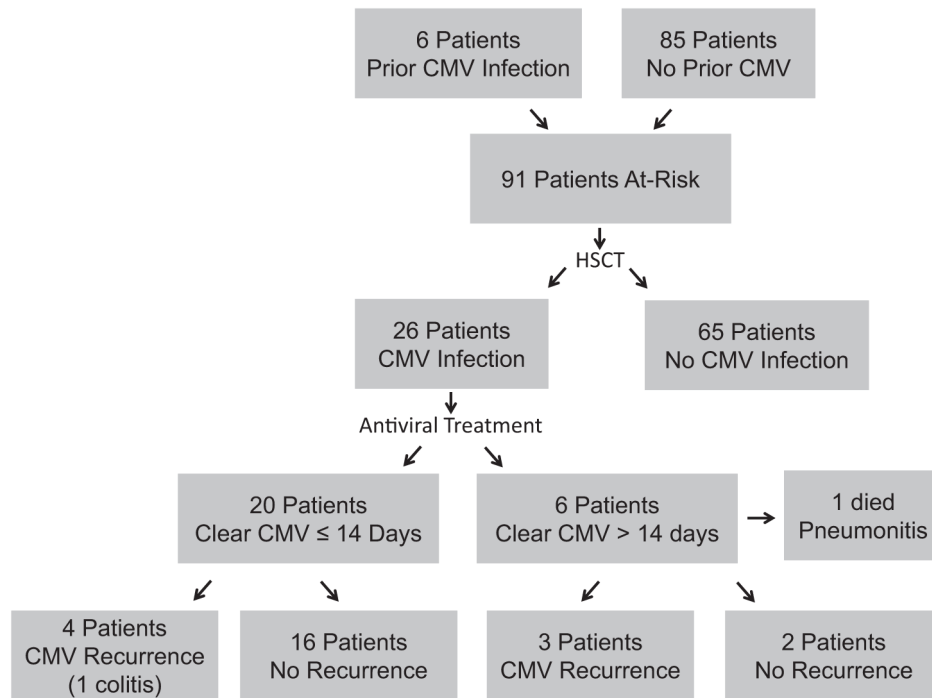 6 Patients
Prior CMV Infection
85 Patients
No Prior CMV
91 Patients At-Risk
HSCT
26 Patients
CMV Infection
65 Patients
No CMV Infection
Antiviral Treatment
20 Patients
Clear CMV ≤ 14 Days
6 Patients
Clear CMV > 14 days
1 died
Pneumonitis
4 Patients
CMV Recurrence
(1 colitis)
16 Patients
No Recurrence
3 Patients
CMV Recurrence
2 Patients
No Recurrence